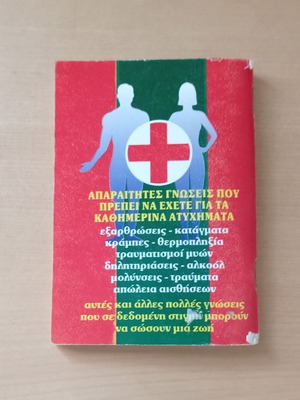 ΑΠΑΡΑΙΤΗΤΕΣ ΓΝΩΣΕΙΣ ΠΟΥ
ΠΡΕΠΕΙ ΝΑ ΕΧΕΤΕ ΓΙΑ ΤΑ
ΚΑΘΗΜΕΡΙΝΑ ΑΤΥΧΗΜΑΤΑ
εξαρθρώσεις - κατάγματα
κράμπες - θερμοπληξία
τραυματισμοί μυών
δηλητηριάσεις - αλκοόλ
μολύνσεις - τραύματα
απώλεια αισθήσεων
αυτές και άλλες πολλές γνώσεις
που σε δεδομένη στιγμή μπορούν
να σώσουν μιά ζωή